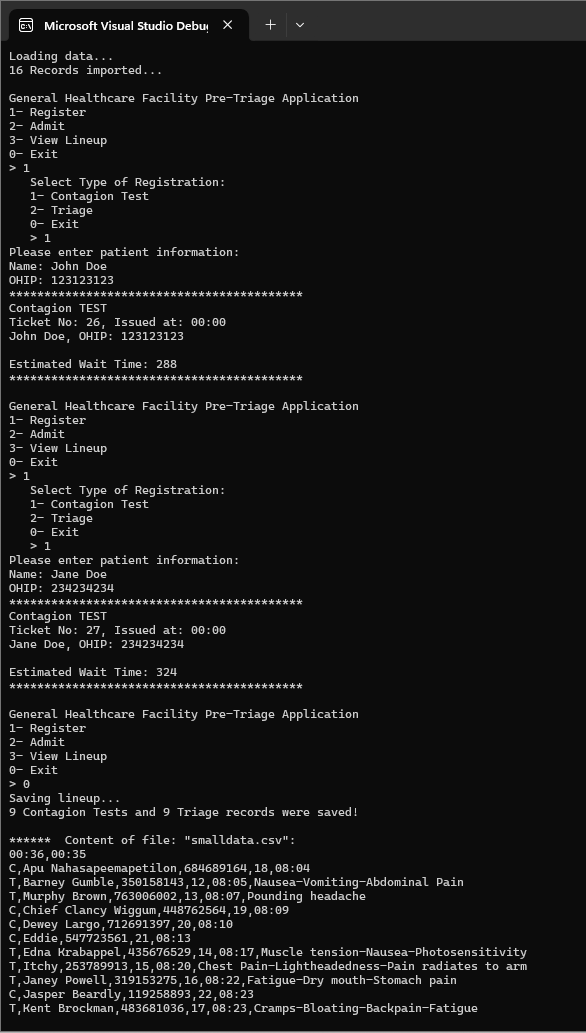 Microsoft Visual Studio Debug
Loading data...
16 Records imported...
General Healthcare Facility Pre-Triage Application
1- Register
2- Admit
3- View Lineup
0- Exit
> 1
Select Type of Registration:
1- Contagion Test
2- Triage
0- Exit
> 1
Please enter patient information:
Name: John Doe
OHIP: 123123123
******************************************
Contagion TEST
Ticket No: 26, Issued at: 00:00
John Doe, OHIP: 123123123
Estimated Wait Time: 288
******************************************
General Healthcare Facility Pre-Triage Application
1- Register
2- Admit
3- View Lineup
0- Exit
> 1
Select Type of Registration:
1- Contagion Test
2- Triage
0- Exit
> 1
Please enter patient information:
Name: Jane Doe
OHIP: 234234234
******************************************
Contagion TEST
Ticket No: 27, Issued at: 00:00
Jane Doe, OHIP: 234234234
Estimated Wait Time: 324
******************************************
General Healthcare Facility Pre-Triage Application
1- Register
2- Admit
3- View Lineup
0- Exit
> 0
Saving lineup...
9 Contagion Tests and 9 Triage records were saved!
******  Content of file: "smalldata.csv":
00:36,00:35
C,Apu Nahasapeemapetilon,684689164,18,08:04
T,Barney Gumble,350158143,12,08:05,Nausea-Vomiting-Abdominal Pain
T,Murphy Brown,763006002,13,08:07,Pounding headache
C,Chief Clancy Wiggum,448762564,19,08:09
C,Dewey Largo,712691397,20,08:10
C,Eddie,547723561,21,08:13
T,Edna Krabappel,435676529,14,08:17,Muscle tension-Nausea-Photosensitivity
T,Itchy,253789913,15,08:20,Chest Pain-Lightheadedness-Pain radiates to arm
T,Janey Powell,319153275,16,08:22,Fatigue-Dry mouth-Stomach pain
C,Jasper Beardly,119258893,22,08:23
T,Kent Brockman,483681036,17,08:23,Cramps-Bloating-Backpain-Fatigue